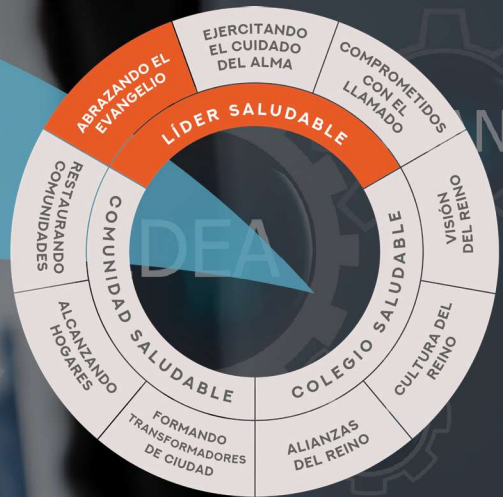 EJERCITANDO
EL CUIDADO
DEL ALMA
COMPROMETIDOS
CON EL
LLAMADO
VISIÓN
DEL REINO
CULTURA DEL
REINO
ALIANZAS
DEL REINO
FORMANDO
TRANSFORMADORES
DE CIUDAD
ALCANZANDO
HOGARES
RESTAURANDO
COMUNIDADES
ABRAZANDO EL
EVANGELIO
LÍDER SALUDABLE
COLEGIO SALUDABLE
COMUNIDAD SALUDABLE
DEA